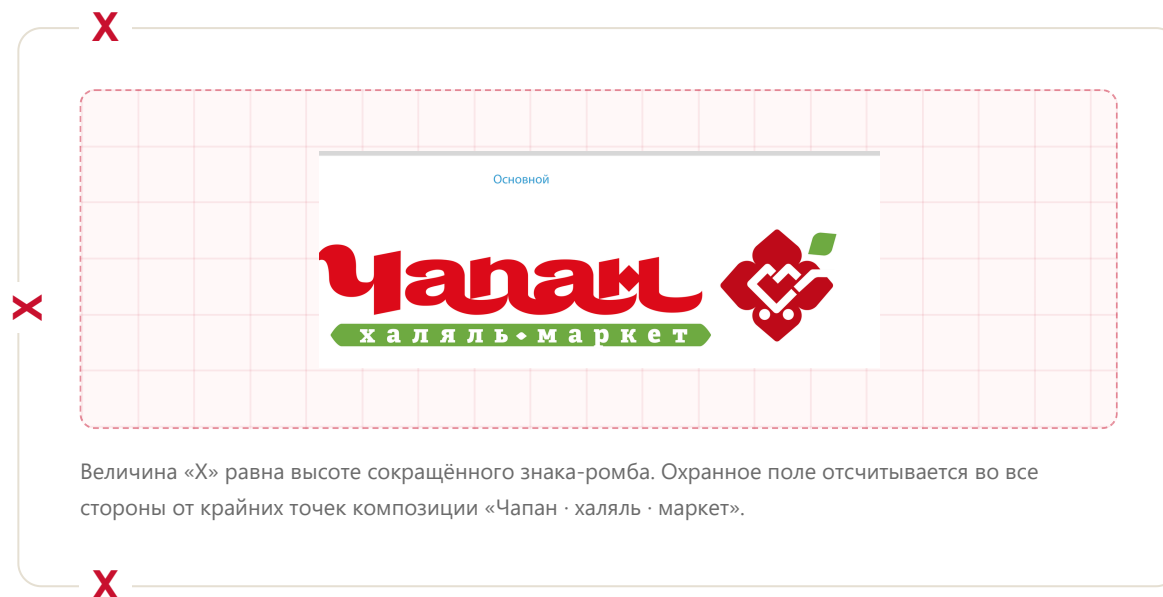 X
Основной
Чапан
халяль·маркет
X
Величина «X» равна высоте сокращённого знака-ромба. Охранное поле отсчитывается во все
стороны от крайних точек композиции «Чапан · халяль · маркет».
X